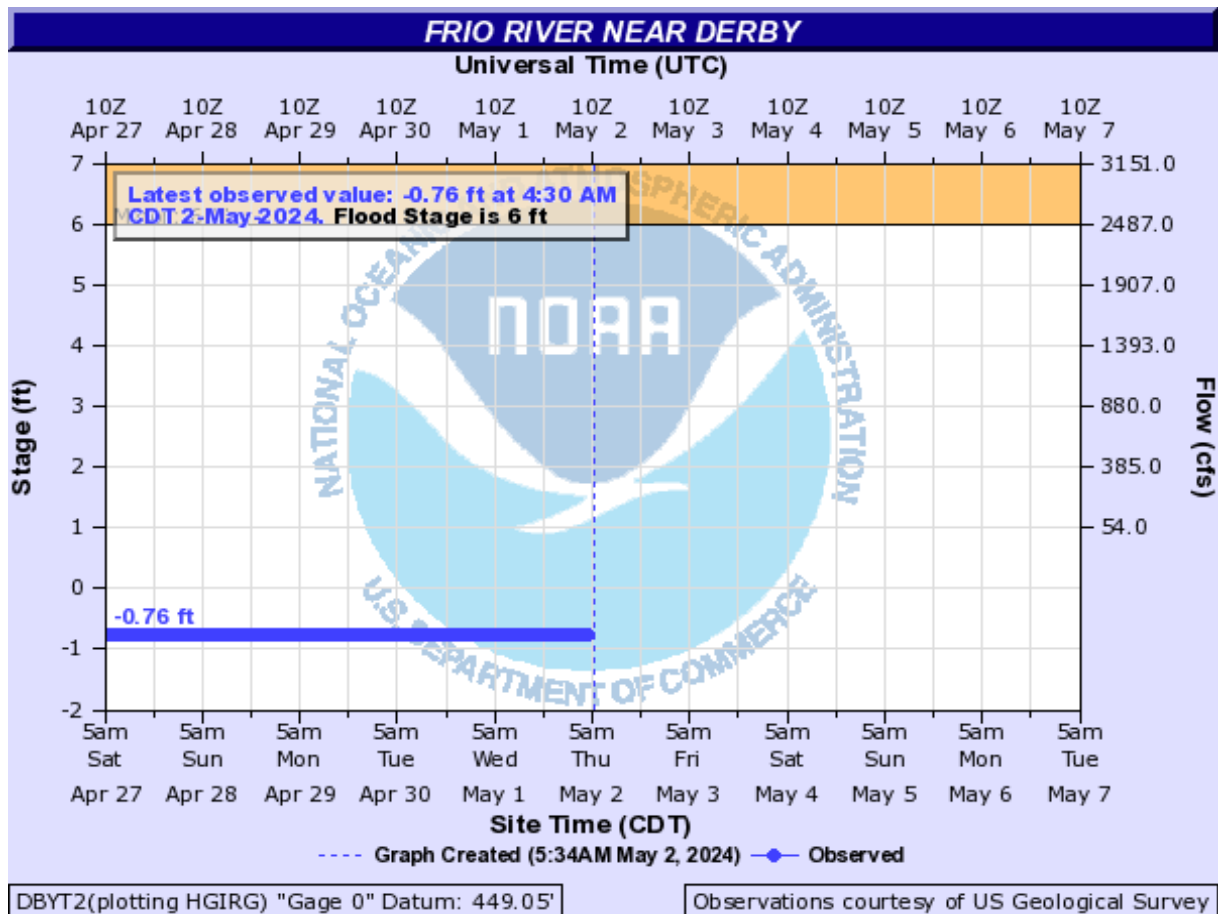 FRIO RIVER NEAR DERBY
Universal Time (UTC)
10Z 10Z 10Z 10Z 10Z 10Z 10Z 10Z 10Z 10Z 10Z
Apr 27 Apr 28 Apr 29 Apr 30 May 1 May 2 May 3 May 4 May 5 May 6 May 7
Latest observed value: -0.76 ft at 4:30 AM
CDT 2-May-2024. Flood Stage is 6 ft
Stage (ft)
7
6
5
4
3
2
1
0
-1
-2
Flow (cfs)
3151.0
2487.0
1907.0
1393.0
880.0
385.0
54.0
NATIONAL OCEANIC AND ATMOSPHERIC ADMINISTRATION
NOAA
U.S. DEPARTMENT OF COMMERCE
-0.76 ft
5am 5am 5am 5am 5am 5am 5am 5am 5am 5am 5am
Sat Sun Mon Tue Wed Thu Fri Sat Sun Mon Tue
Apr 27 Apr 28 Apr 29 Apr 30 May 1 May 2 May 3 May 4 May 5 May 6 May 7
Site Time (CDT)
Graph Created (5:34AM May 2, 2024) Observed
DBYT2(plotting HGIRG) "Gage 0" Datum: 449.05'
Observations courtesy of US Geological Survey